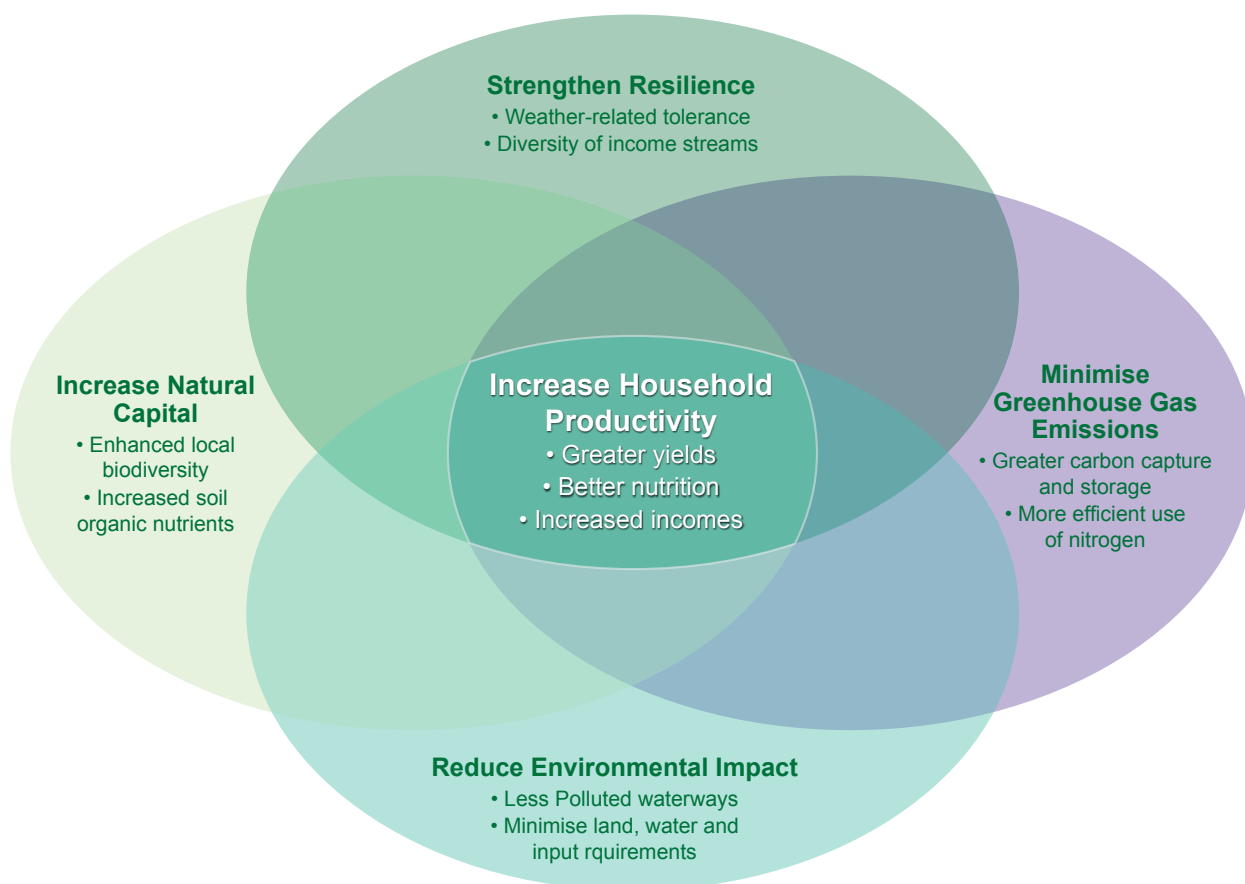 Strengthen Resilience
• Weather-related tolerance
• Diversity of income streams
Increase Natural
Capital
• Enhanced local
biodiversity
• Increased soil
organic nutrients
Increase Household
Productivity
• Greater yields
• Better nutrition
• Increased incomes
Minimise
Greenhouse Gas
Emissions
• Greater carbon capture
and storage
• More efficient use
of nitrogen
Reduce Environmental Impact
• Less Polluted waterways
• Minimise land, water and
input rquirements